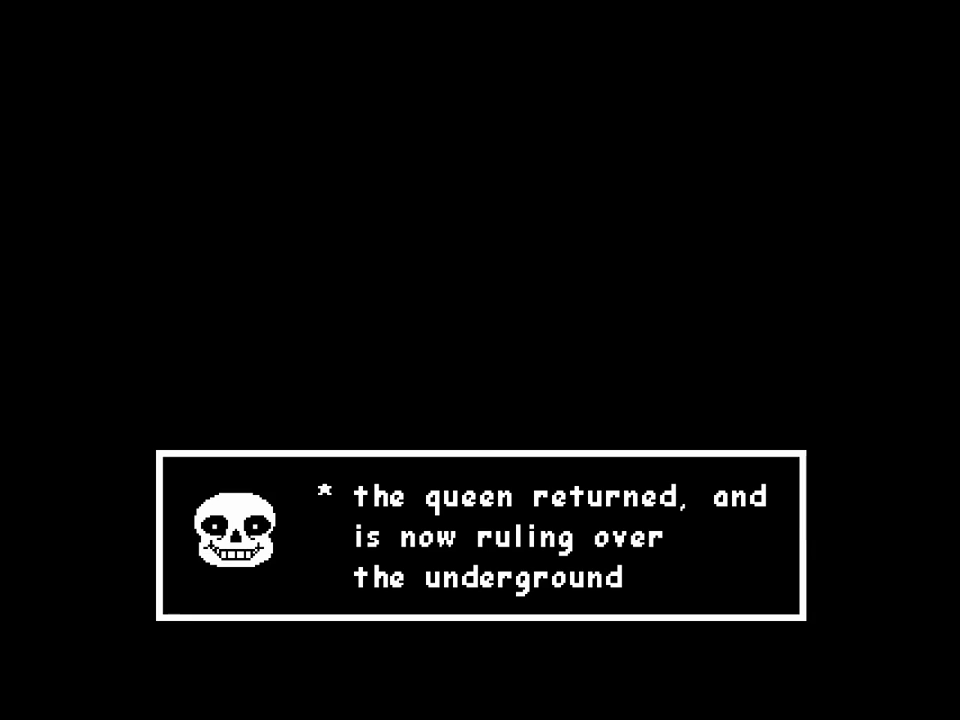 * the queen returned, and
is now ruling over
the underground